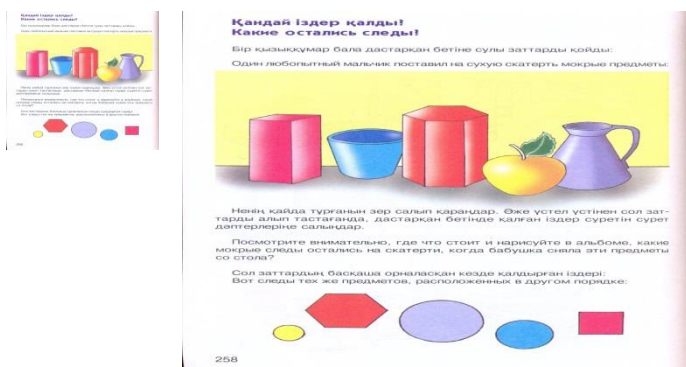 Қандай іздер қалды!
Какие остались следы!
Бір қызыққұмар бала дастарқан бетіне сулы заттарды қойды:
Один любопытный мальчик поставил на сухую скатерть мокрые предметы:
Ненің қайда тұрғанын зер салып қараңдар. Әже үстел үстінен сол зат-
тарды алып тастағанда, дастарқан бетінде қалған іздер суретін сурет
дәптерлеріңе салыңдар.
Посмотрите внимательно, где что стоит и нарисуйте в альбоме, какие
мокрые следы остались на скатерти, когда бабушка сняла эти предметы
со стола?
Сол заттардың басқаша орналасқан кезде қалдырған іздері:
Вот следы тех же предметов, расположенных в другом порядке:
258